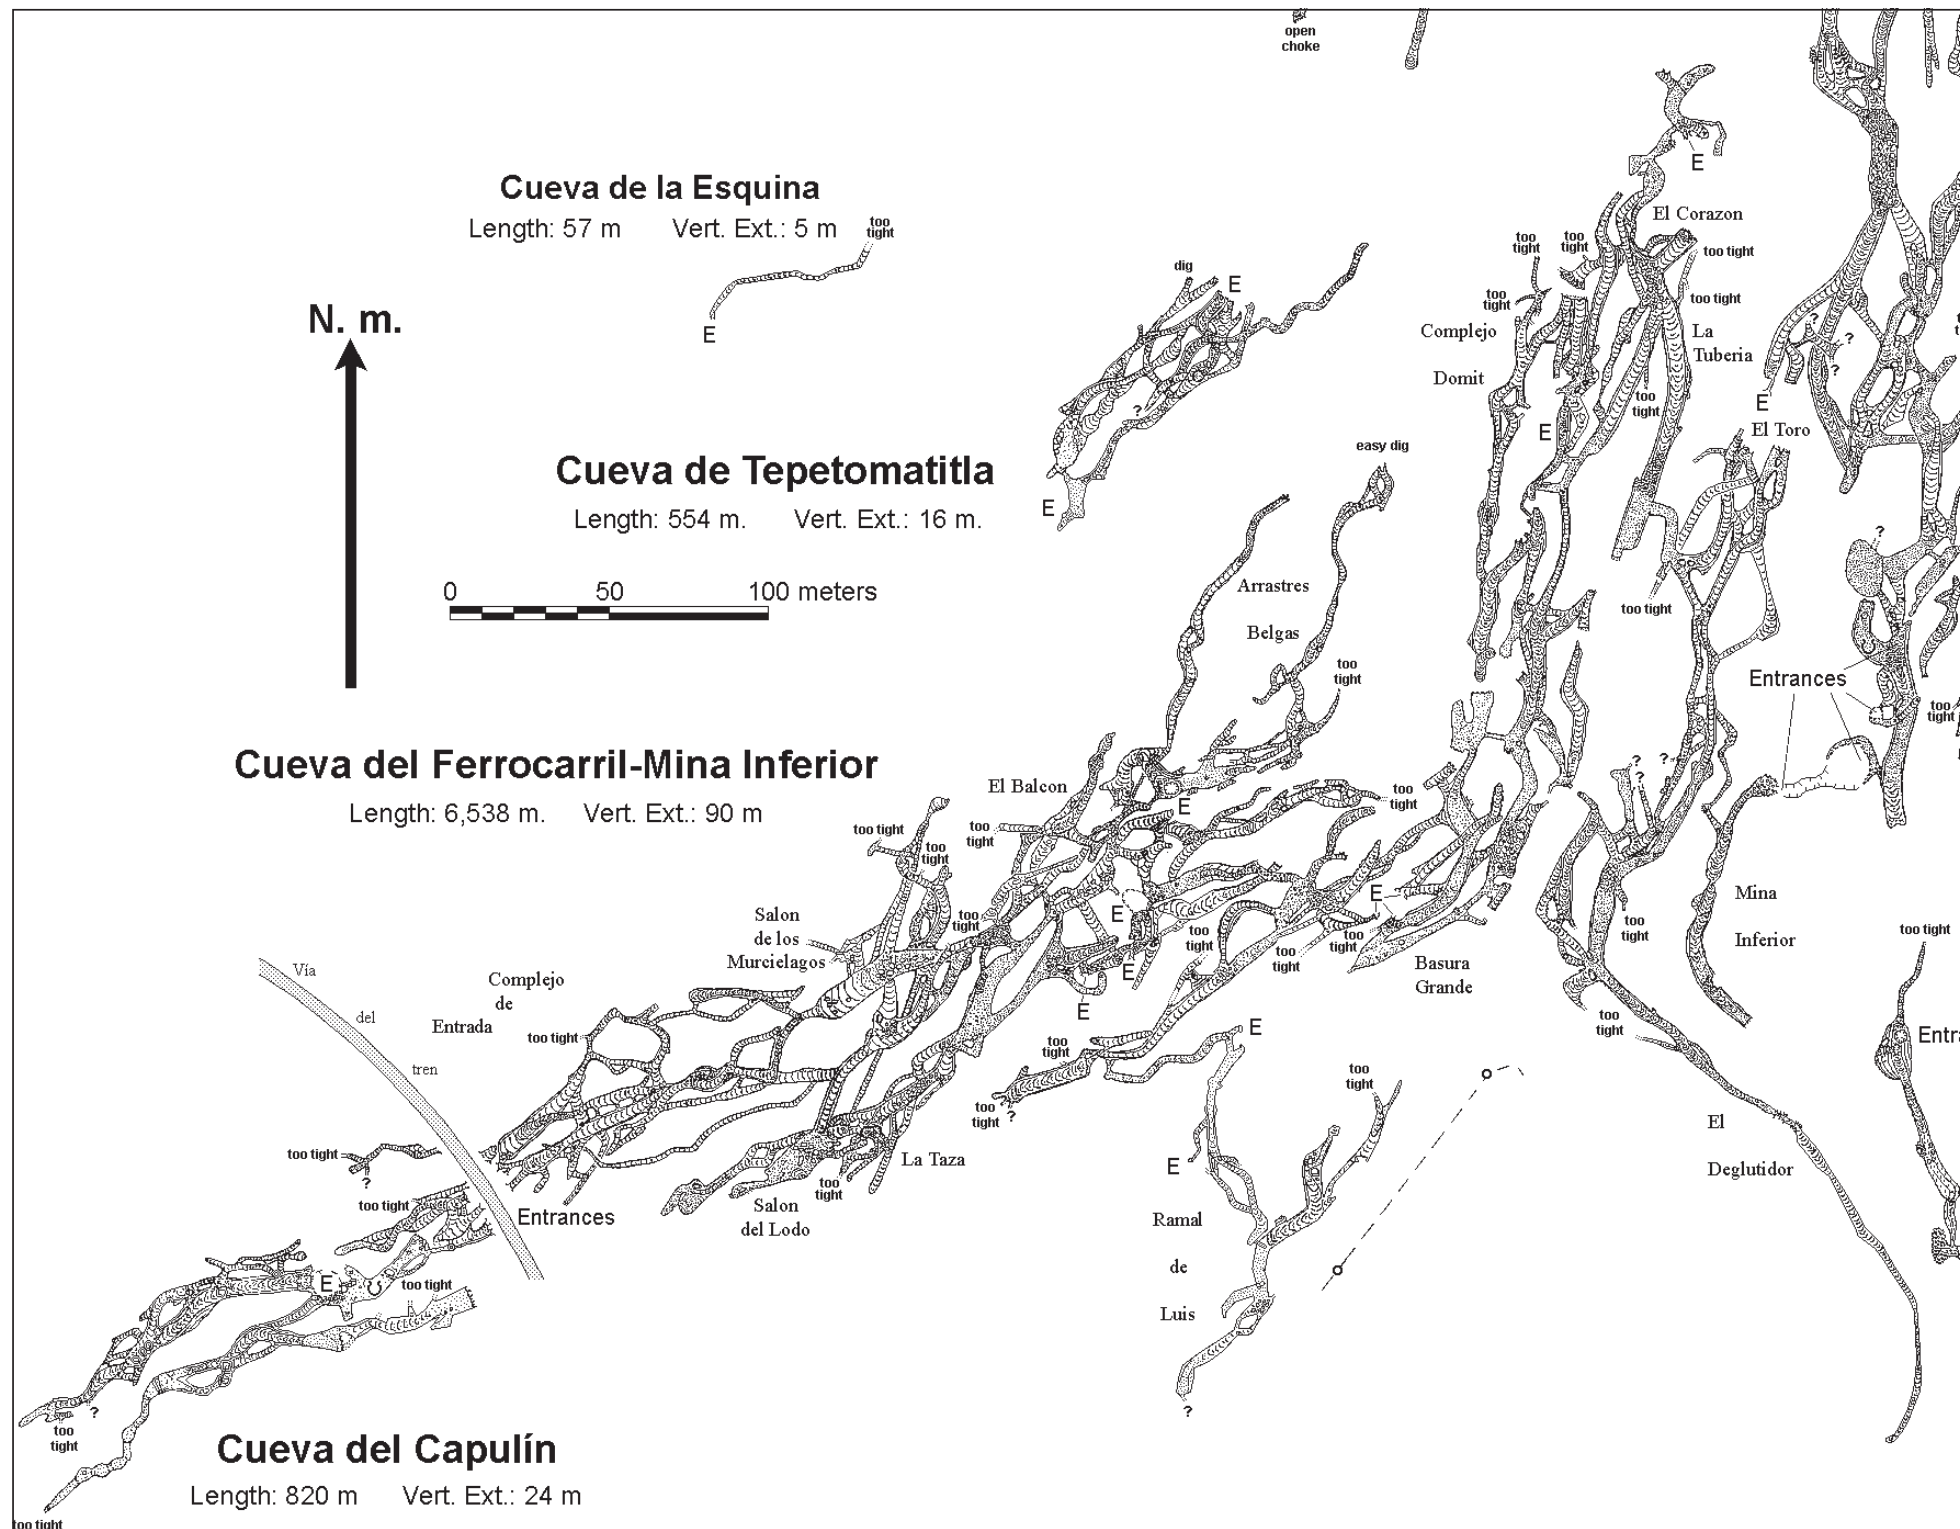 open
choke
Cueva de la Esquina
Length: 57 m Vert. Ext.: 5 m
too
tight
E
N. m.
E
El Corazon
too
tight
too
tight
too tight
too
tight
too tight
dig
E
Complejo
Domit
La
Tuberia
?
?
?
?
too
tight
E
El Toro
E
easy dig
Cueva de Tepetomatitla
Length: 554 m. Vert. Ext.: 16 m.
E
?
0 50 100 meters
Arrastres
Belgas
too tight
too
tight
Entrances
too
tight
Cueva del Ferrocarril-Mina Inferior
Length: 6,538 m. Vert. Ext.: 90 m
El Balcon
E
too
tight
?
?
?
too tight
too
tight
too
tight
Salon
de los
Murcielagos
too
tight
E
E
too
tight
too
tight
too
tight
E
E
Basura
Grande
too
tight
Mina
Inferior
too tight
Vía
del
tren
Complejo
de
Entrada
too tight
too
tight
too
tight
?
E
too
tight
too
tight
Entra
El
Deglutidor
too tight
?
too tight
Entrances
La Taza
too
tight
Salon
del Lodo
E
Ramal
de
Luis
?
E
too tight
?
too
tight
Cueva del Capulín
Length: 820 m Vert. Ext.: 24 m
too tight